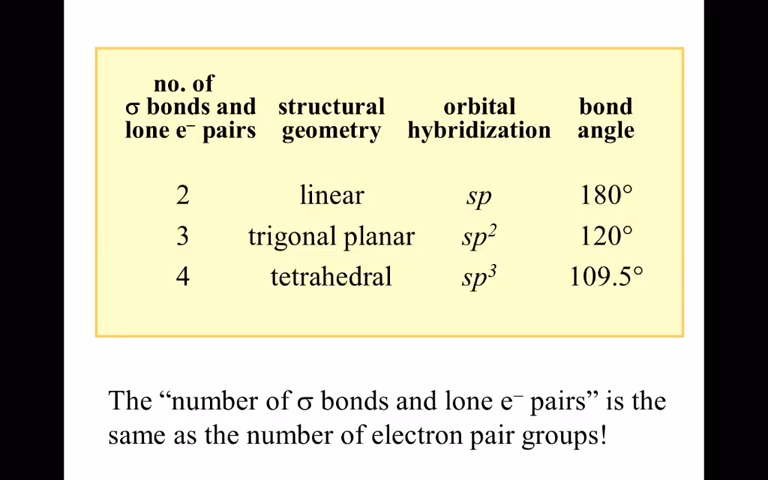 no. of
σ bonds and structural orbital bond
lone e⁻ pairs geometry hybridization angle
2 linear sp 180°
3 trigonal planar sp² 120°
4 tetrahedral sp³ 109.5°
The “number of σ bonds and lone e⁻ pairs” is the
same as the number of electron pair groups!